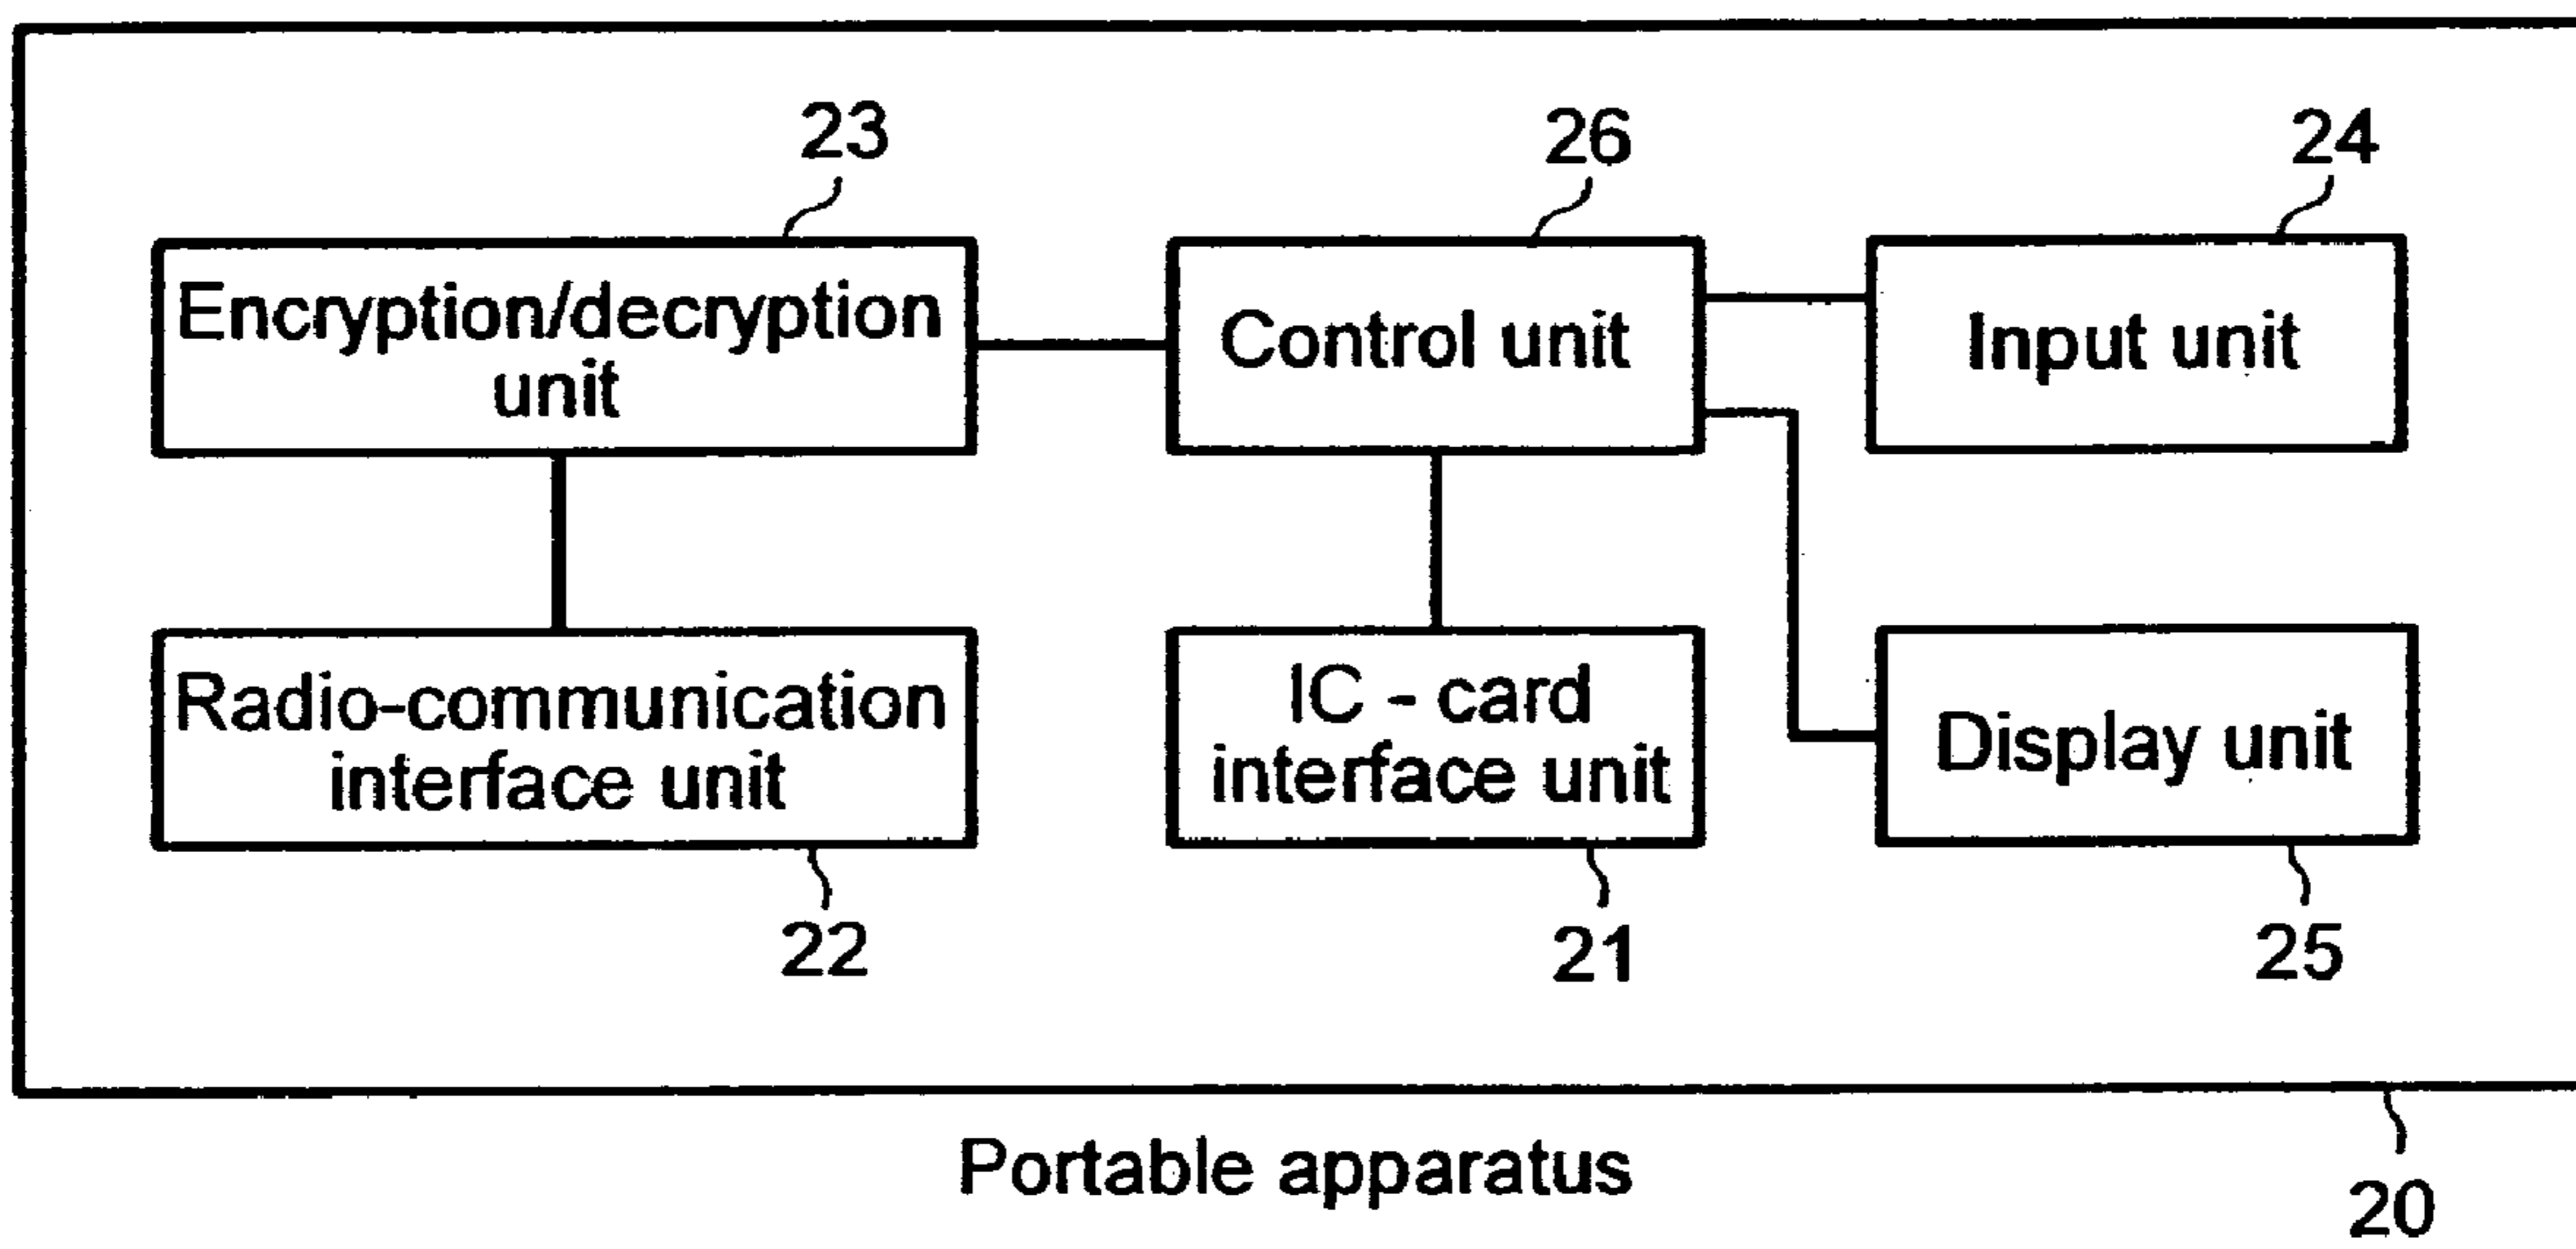 23
26
24
Encryption/decryption
unit
Control unit
Input unit
Radio-communication
interface unit
IC - card
interface unit
Display unit
22
21
25
Portable apparatus
20